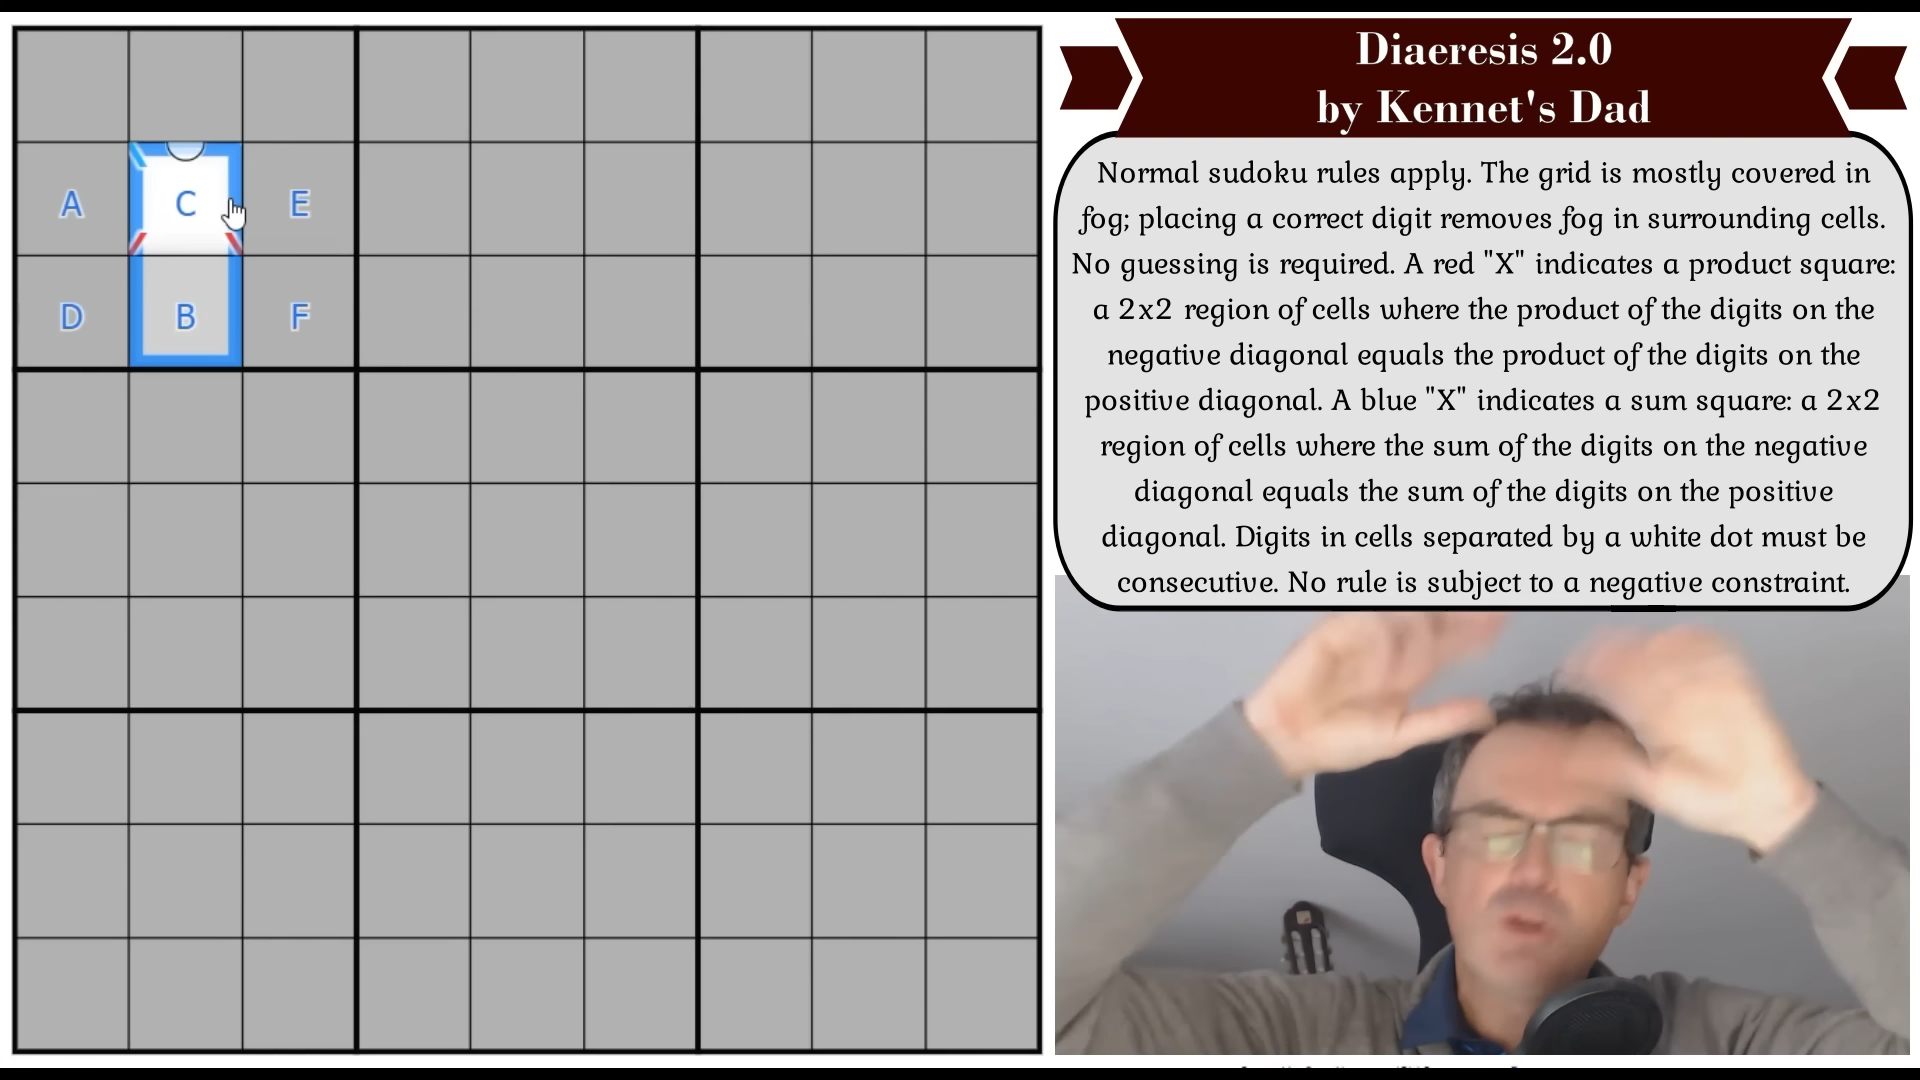 Diaeresis 2.0
by Kennet's Dad
Normal sudoku rules apply. The grid is mostly covered in
fog; placing a correct digit removes fog in surrounding cells.
No guessing is required. A red "X" indicates a product square:
a 2x2 region of cells where the product of the digits on the
negative diagonal equals the product of the digits on the
positive diagonal. A blue "X" indicates a sum square: a 2x2
region of cells where the sum of the digits on the negative
diagonal equals the sum of the digits on the positive
diagonal. Digits in cells separated by a white dot must be
consecutive. No rule is subject to a negative constraint.
A C E
D B F